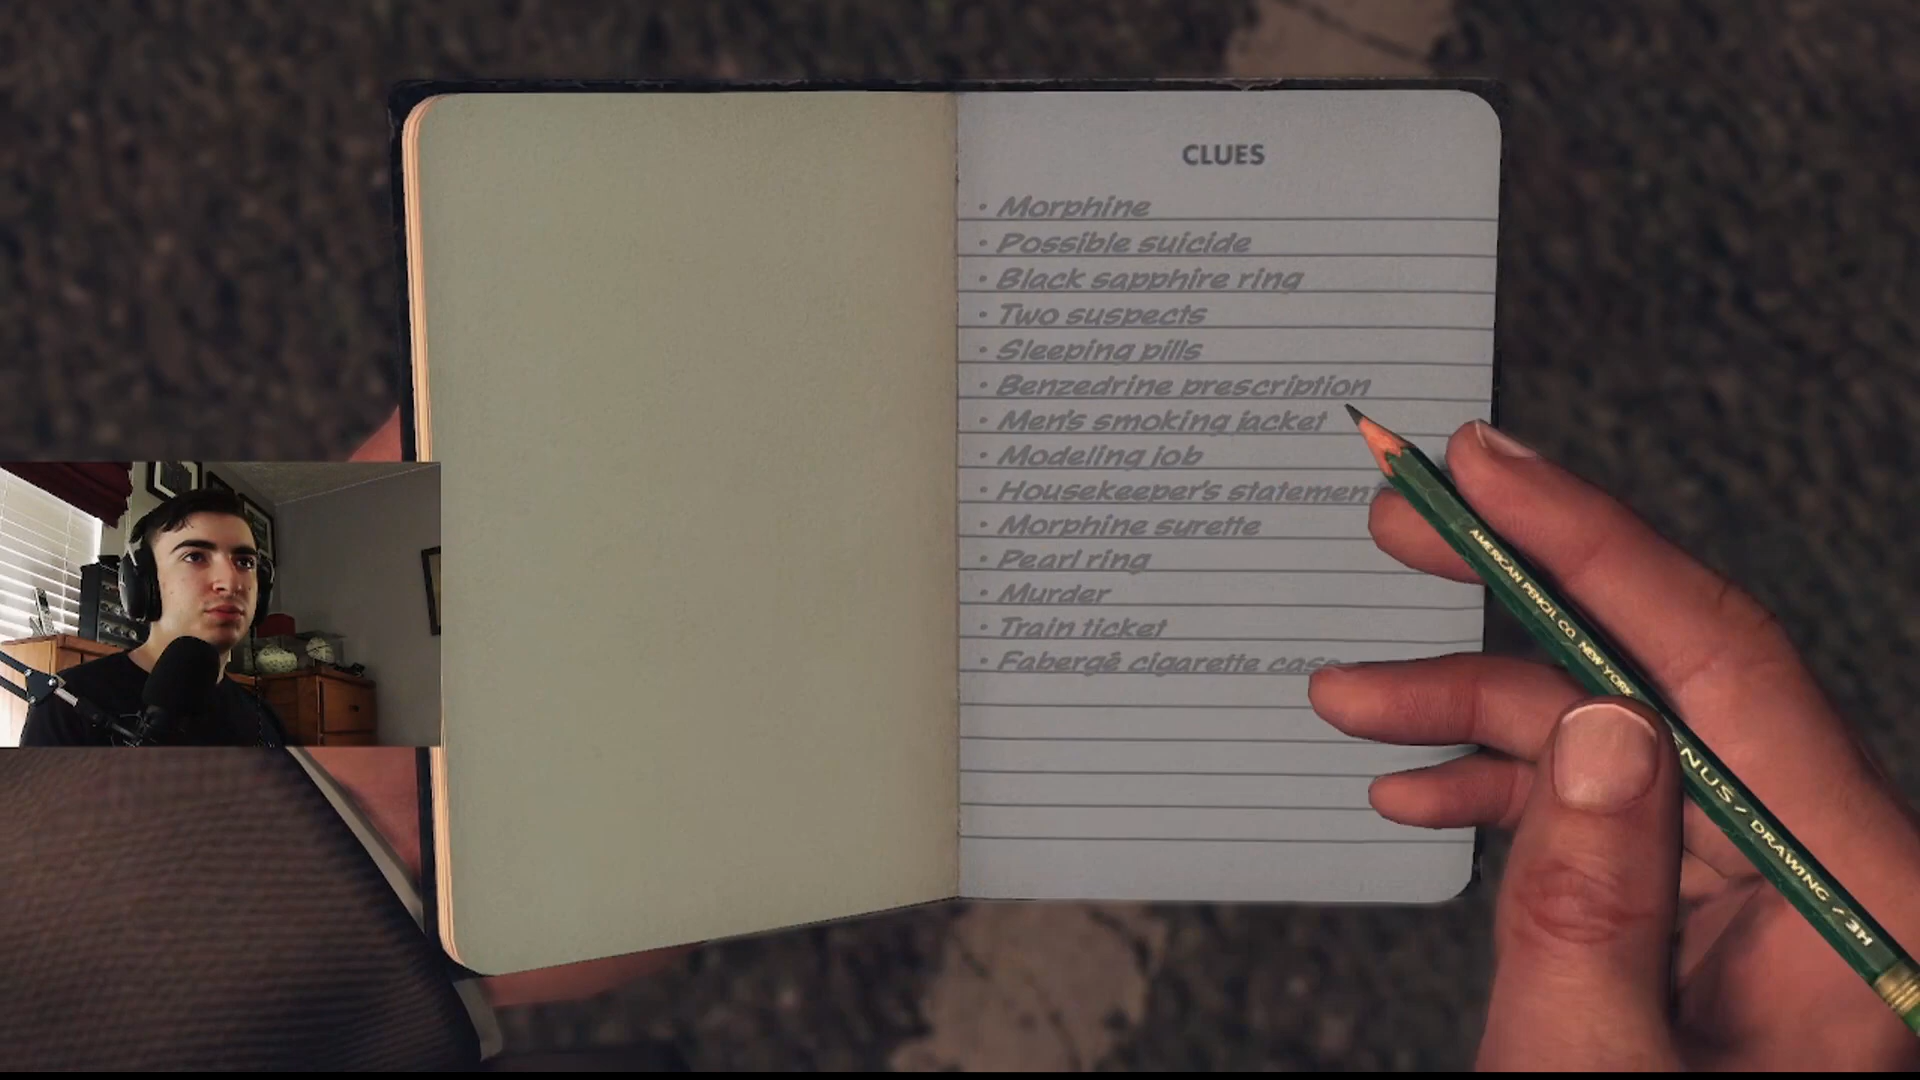 CLUES
• Morphine
• Possible suicide
• Black sapphire ring
• Two suspects
• Sleeping pills
• Benzedrine prescription
• Men's smoking jacket
• Modeling job
• Housekeeper's statement
• Morphine syrette
• Pearl ring
• Murder
• Train ticket
• Fabergé cigarette case
AMERICAN PENCIL CO. NEW YORK
NUS / DRAWING / 3H